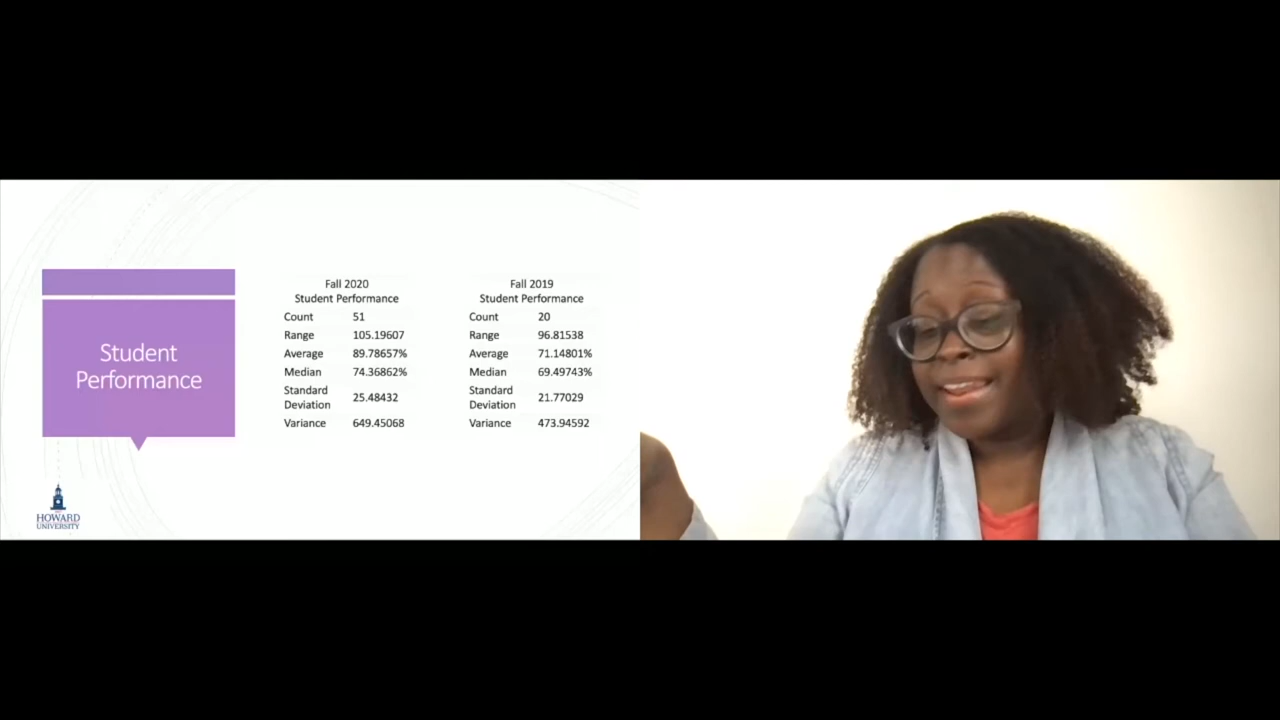 Student
Performance
Fall 2020
Student Performance
Count 51
Range 105.19607
Average 89.78657%
Median 74.36862%
Standard
Deviation 25.48432
Variance 649.45068
Fall 2019
Student Performance
Count 20
Range 96.81538
Average 71.14801%
Median 69.49743%
Standard
Deviation 21.77029
Variance 473.94592
HOWARD
UNIVERSITY